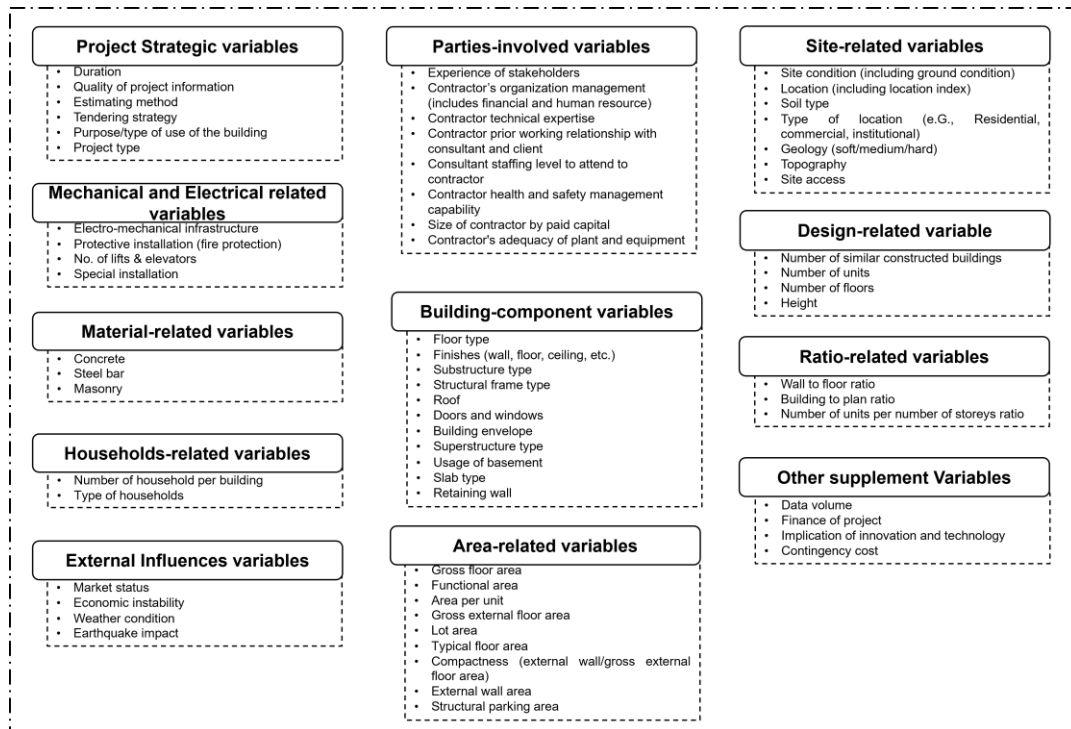 Project Strategic variables
• Duration
• Quality of project information
• Estimating method
• Tendering strategy
• Purpose/type of use of the building
• Project type
Mechanical and Electrical related
variables
• Electro-mechanical infrastructure
• Protective installation (fire protection)
• No. of lifts & elevators
• Special installation
Material-related variables
• Concrete
• Steel bar
• Masonry
Households-related variables
• Number of household per building
• Type of households
External Influences variables
• Market status
• Economic instability
• Weather condition
• Earthquake impact
Parties-involved variables
• Experience of stakeholders
• Contractor's organization management
(includes financial and human resource)
• Contractor technical expertise
• Contractor prior working relationship with
consultant and client
• Consultant staffing level to attend to
contractor
• Contractor health and safety management
capability
• Size of contractor by paid capital
• Contractor's adequacy of plant and equipment
Building-component variables
• Floor type
• Finishes (wall, floor, ceiling, etc.)
• Substructure type
• Structural frame type
• Roof
• Doors and windows
• Building envelope
• Superstructure type
• Usage of basement
• Slab type
• Retaining wall
Area-related variables
• Gross floor area
• Functional area
• Area per unit
• Gross external floor area
• Lot area
• Typical floor area
• Compactness (external wall/gross external
floor area)
• External wall area
• Structural parking area
Site-related variables
• Site condition (including ground condition)
• Location (including location index)
• Soil type
• Type of location (e.G., Residential,
commercial, institutional)
• Geology (soft/medium/hard)
• Topography
• Site access
Design-related variable
• Number of similar constructed buildings
• Number of units
• Number of floors
• Height
Ratio-related variables
• Wall to floor ratio
• Building to plan ratio
• Number of units per number of storeys ratio
Other supplement Variables
• Data volume
• Finance of project
• Implication of innovation and technology
• Contingency cost